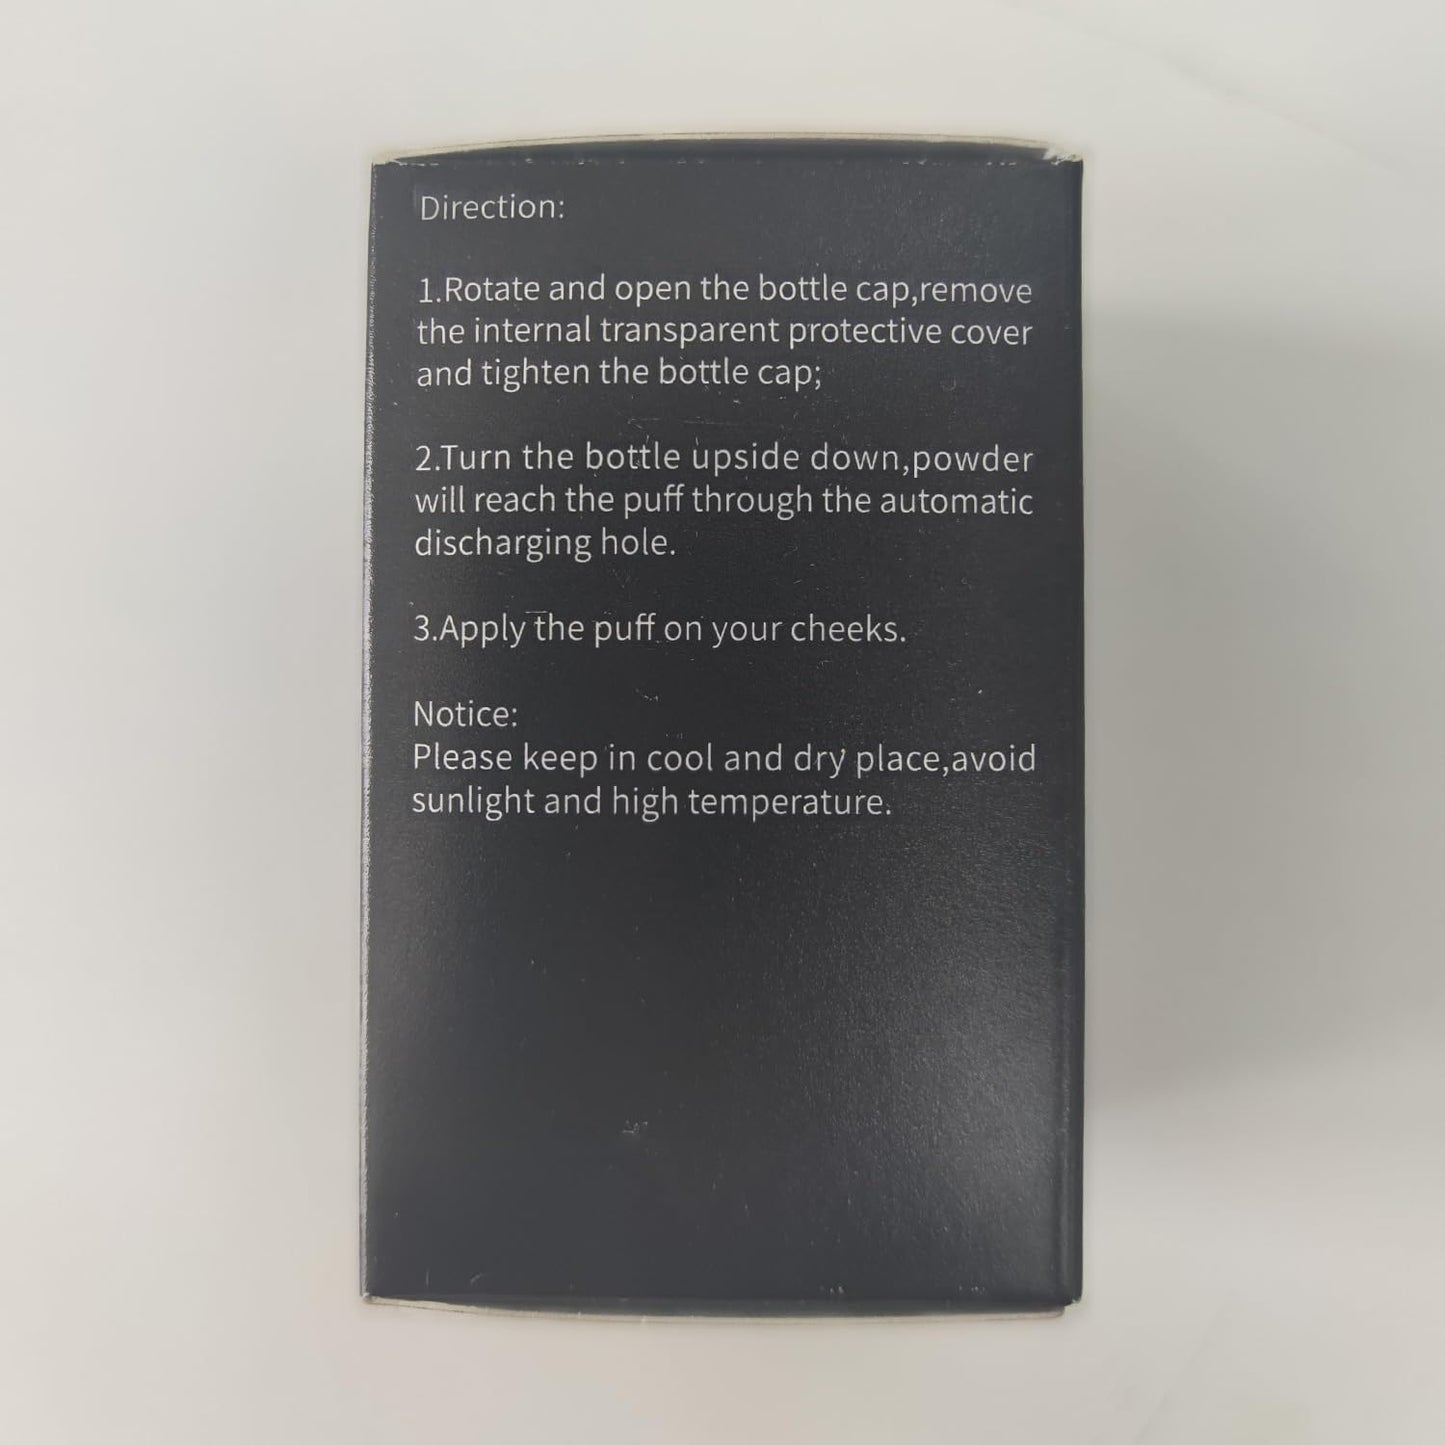 Direction:
1.Rotate and open the bottle cap,remove
the internal transparent protective cover
and tighten the bottle cap;
2.Turn the bottle upside down,powder
will reach the puff through the automatic
discharging hole.
3.Apply the puff on your cheeks.
Notice:
Please keep in cool and dry place,avoid
sunlight and high temperature.